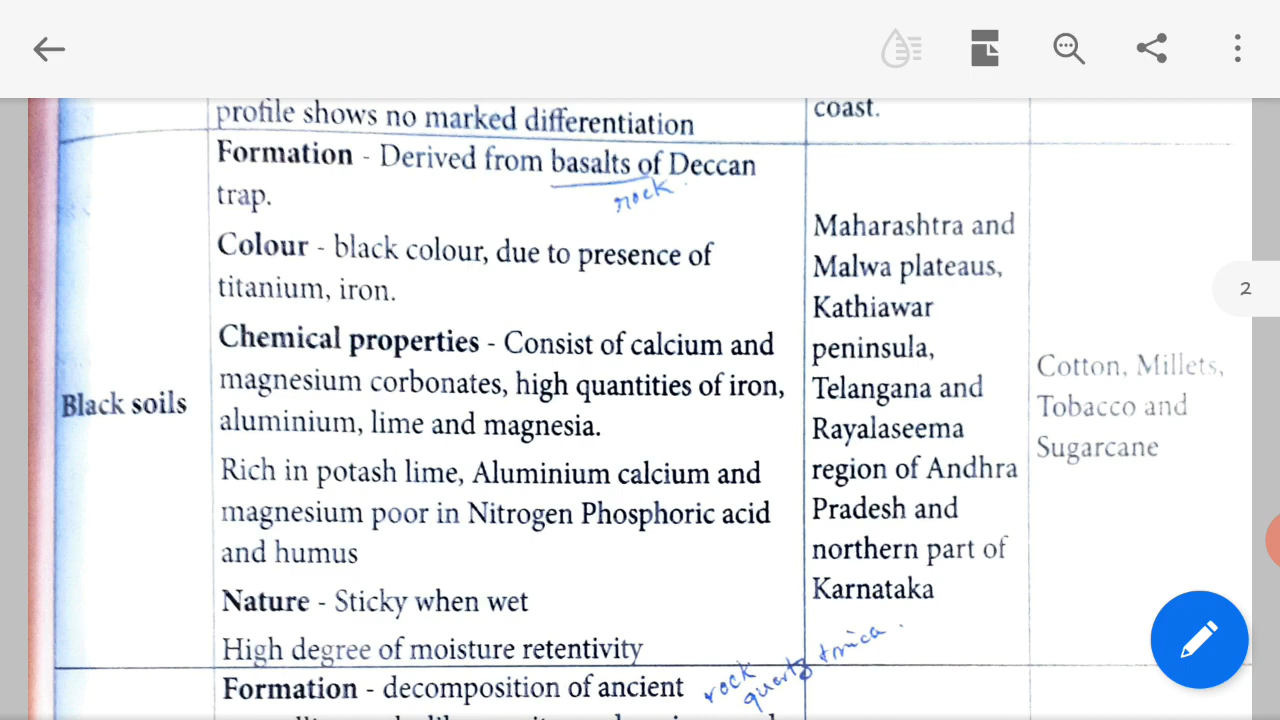 2
profile shows no marked differentiation
coast.
Formation - Derived from basalts of Deccan
trap.
rock
Colour - black colour, due to presence of
titanium, iron.
Chemical properties - Consist of calcium and
magnesium corbonates, high quantities of iron,
aluminium, lime and magnesia.
Black soils
Rich in potash lime, Aluminium calcium and
magnesium poor in Nitrogen Phosphoric acid
and humus
Nature - Sticky when wet
High degree of moisture retentivity
Maharashtra and
Malwa plateaus,
Kathiawar
peninsula,
Telangana and
Rayalaseema
region of Andhra
Pradesh and
northern part of
Karnataka
Cotton, Millets,
Tobacco and
Sugarcane
Formation - decomposition of ancient
rock
quartz + mica.